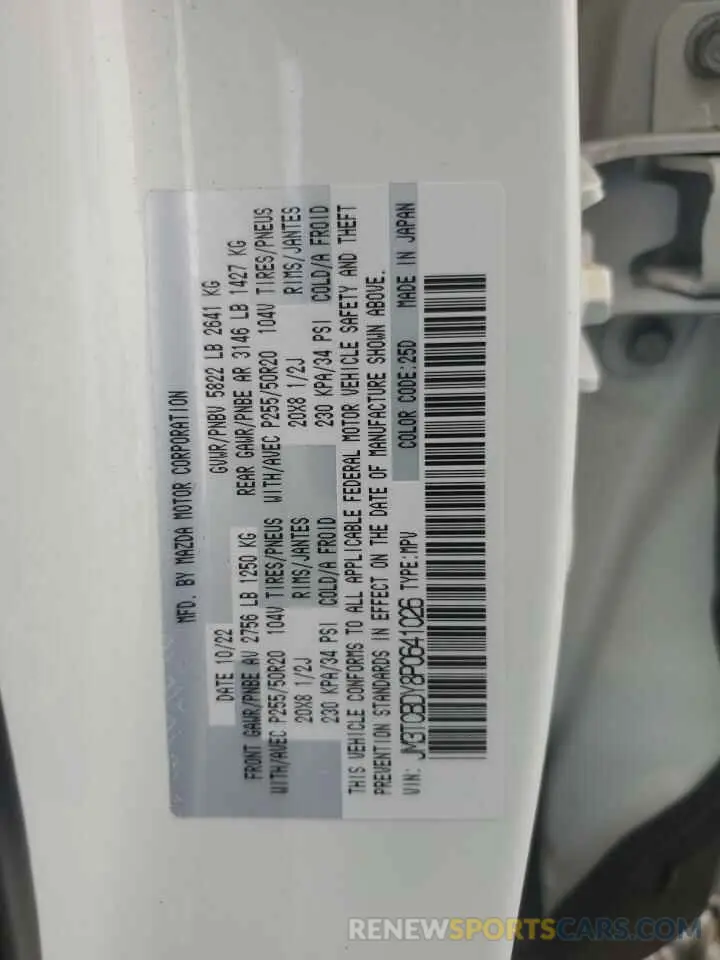 MFD. BY MAZDA MOTOR CORPORATION
DATE 10/22 GVWR/PNBV 5822 LB 2641 KG
FRONT GAWR/PNBE AV 2756 LB 1250 KG REAR GAWR/PNBE AR 3146 LB 1427 KG
WITH/AVEC P255/50R20 104V TIRES/PNEUS WITH/AVEC P255/50R20 104V TIRES/PNEUS
20X8 1/2J RIMS/JANTES 20X8 1/2J RIMS/JANTES
230 KPA/34 PSI COLD/A FROID 230 KPA/34 PSI COLD/A FROID
THIS VEHICLE CONFORMS TO ALL APPLICABLE FEDERAL MOTOR VEHICLE SAFETY AND THEFT
PREVENTION STANDARDS IN EFFECT ON THE DATE OF MANUFACTURE SHOWN ABOVE.
VIN: JM3TCBDY8P0641026 TYPE:MPV COLOR CODE:25D MADE IN JAPAN
RENEWSPORTSCARS.COM